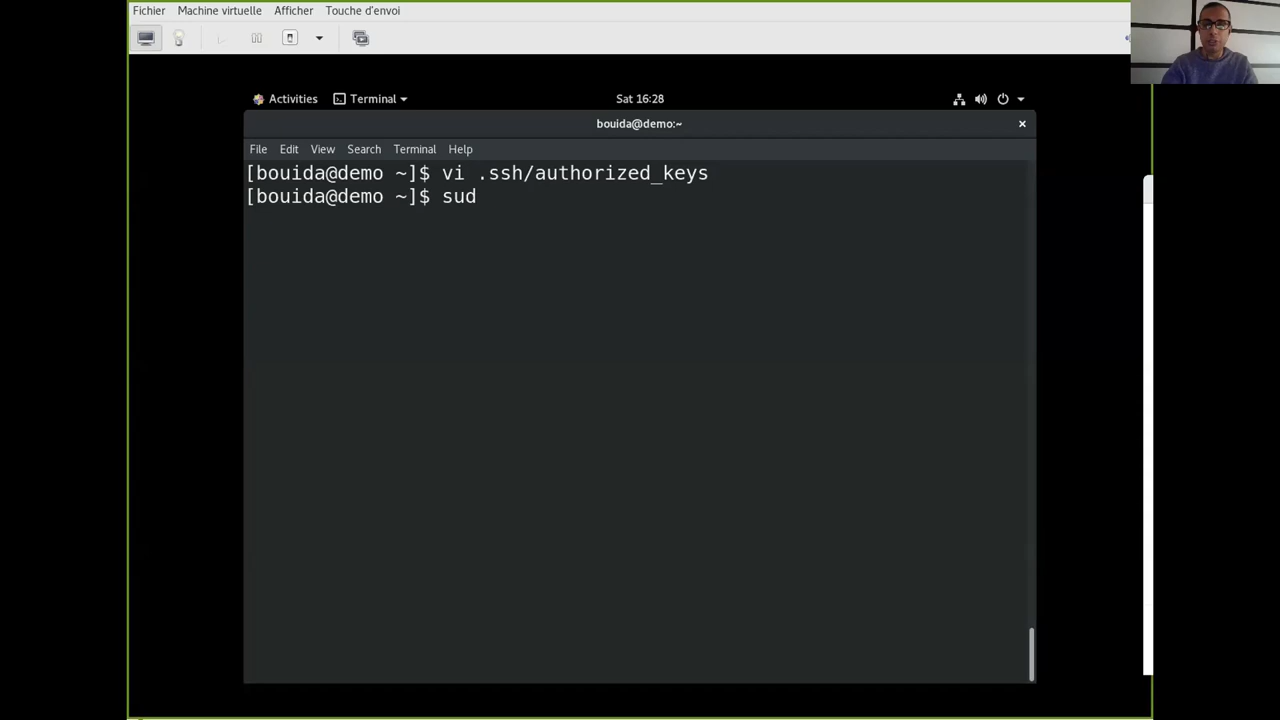 Fichier Machine virtuelle Afficher Touche d'envoi
Activities Terminal Sat 16:28
bouida@demo:~
File Edit View Search Terminal Help
[bouida@demo ~]$ vi .ssh/authorized_keys
[bouida@demo ~]$ sud